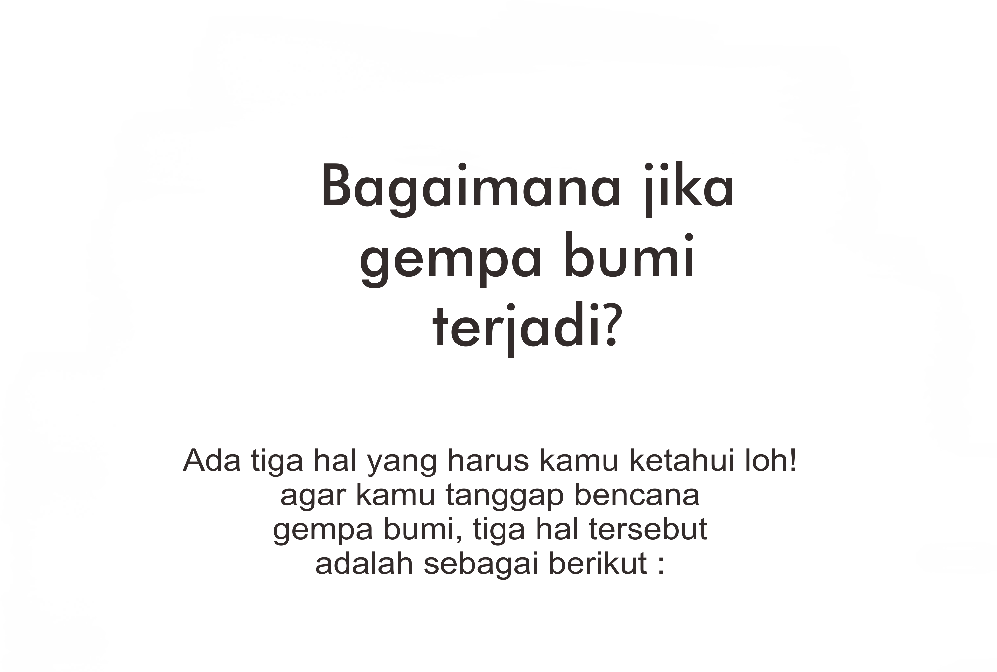 Bagaimana jika
gempa bumi
terjadi?
Ada tiga hal yang harus kamu ketahui loh!
agar kamu tanggap bencana
gempa bumi, tiga hal tersebut
adalah sebagai berikut :